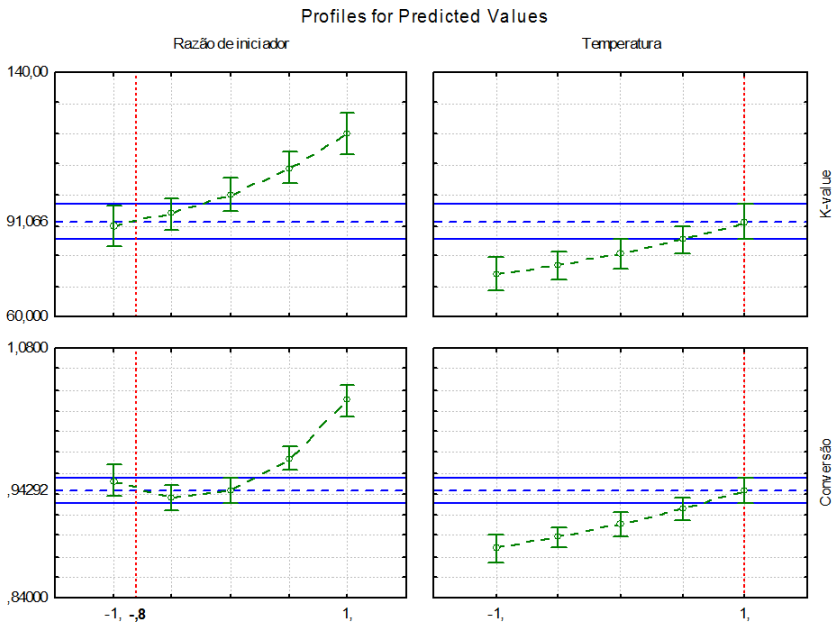 Profiles for Predicted Values
Razão de iniciador
Temperatura
140,00
91,066
60,000
K-value
1,0800
,94292
,84000
Conversão
-1, -,8 1,
-1, 1,